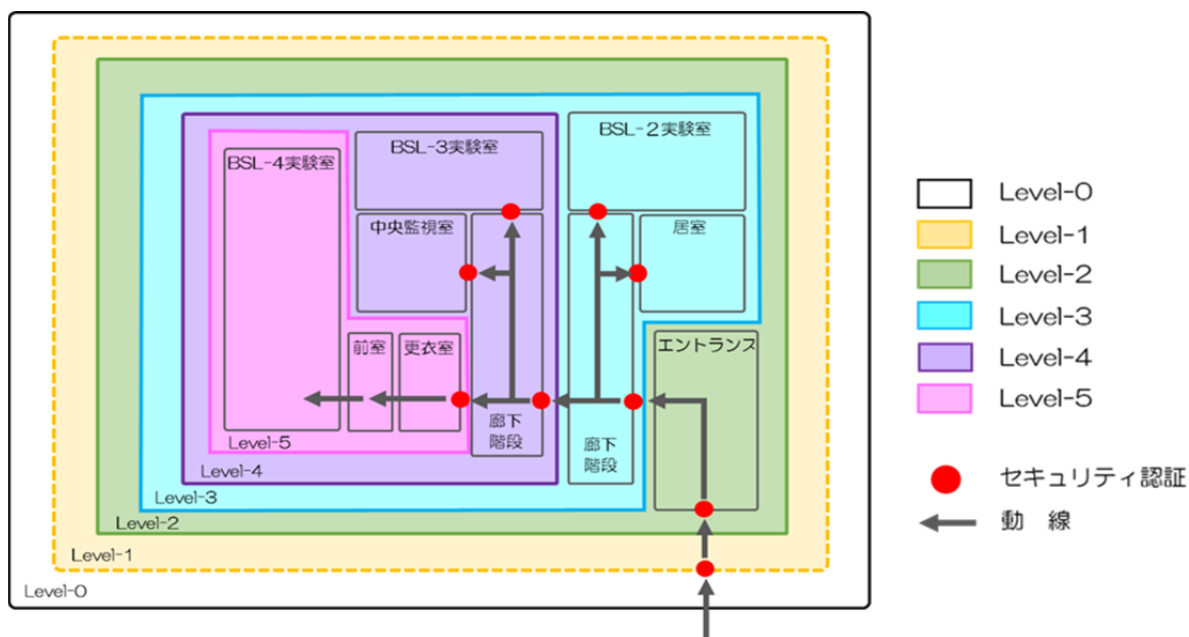 BSL-4実験室
BSL-3実験室
BSL-2実験室
中央監視室
居室
前室
更衣室
エントランス
廊下
階段
廊下
階段
Level-5
Level-4
Level-3
Level-2
Level-1
Level-0
Level-0
Level-1
Level-2
Level-3
Level-4
Level-5
セキュリティ認証
動 線